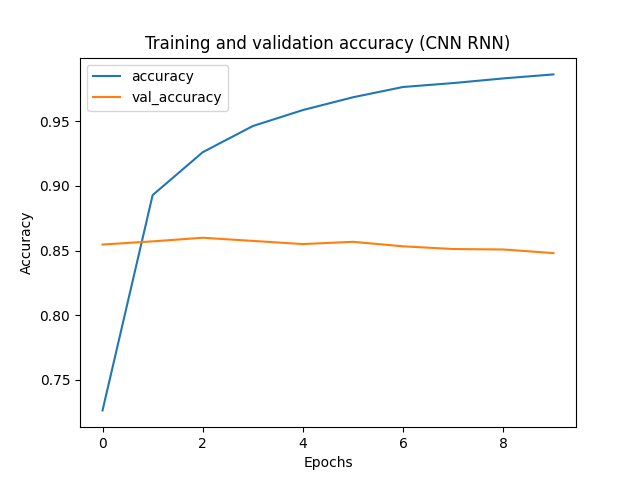 Training and validation accuracy (CNN RNN)
accuracy
val_accuracy
0.95
0.90
0.85
0.80
0.75
Accuracy
0 2 4 6 8
Epochs